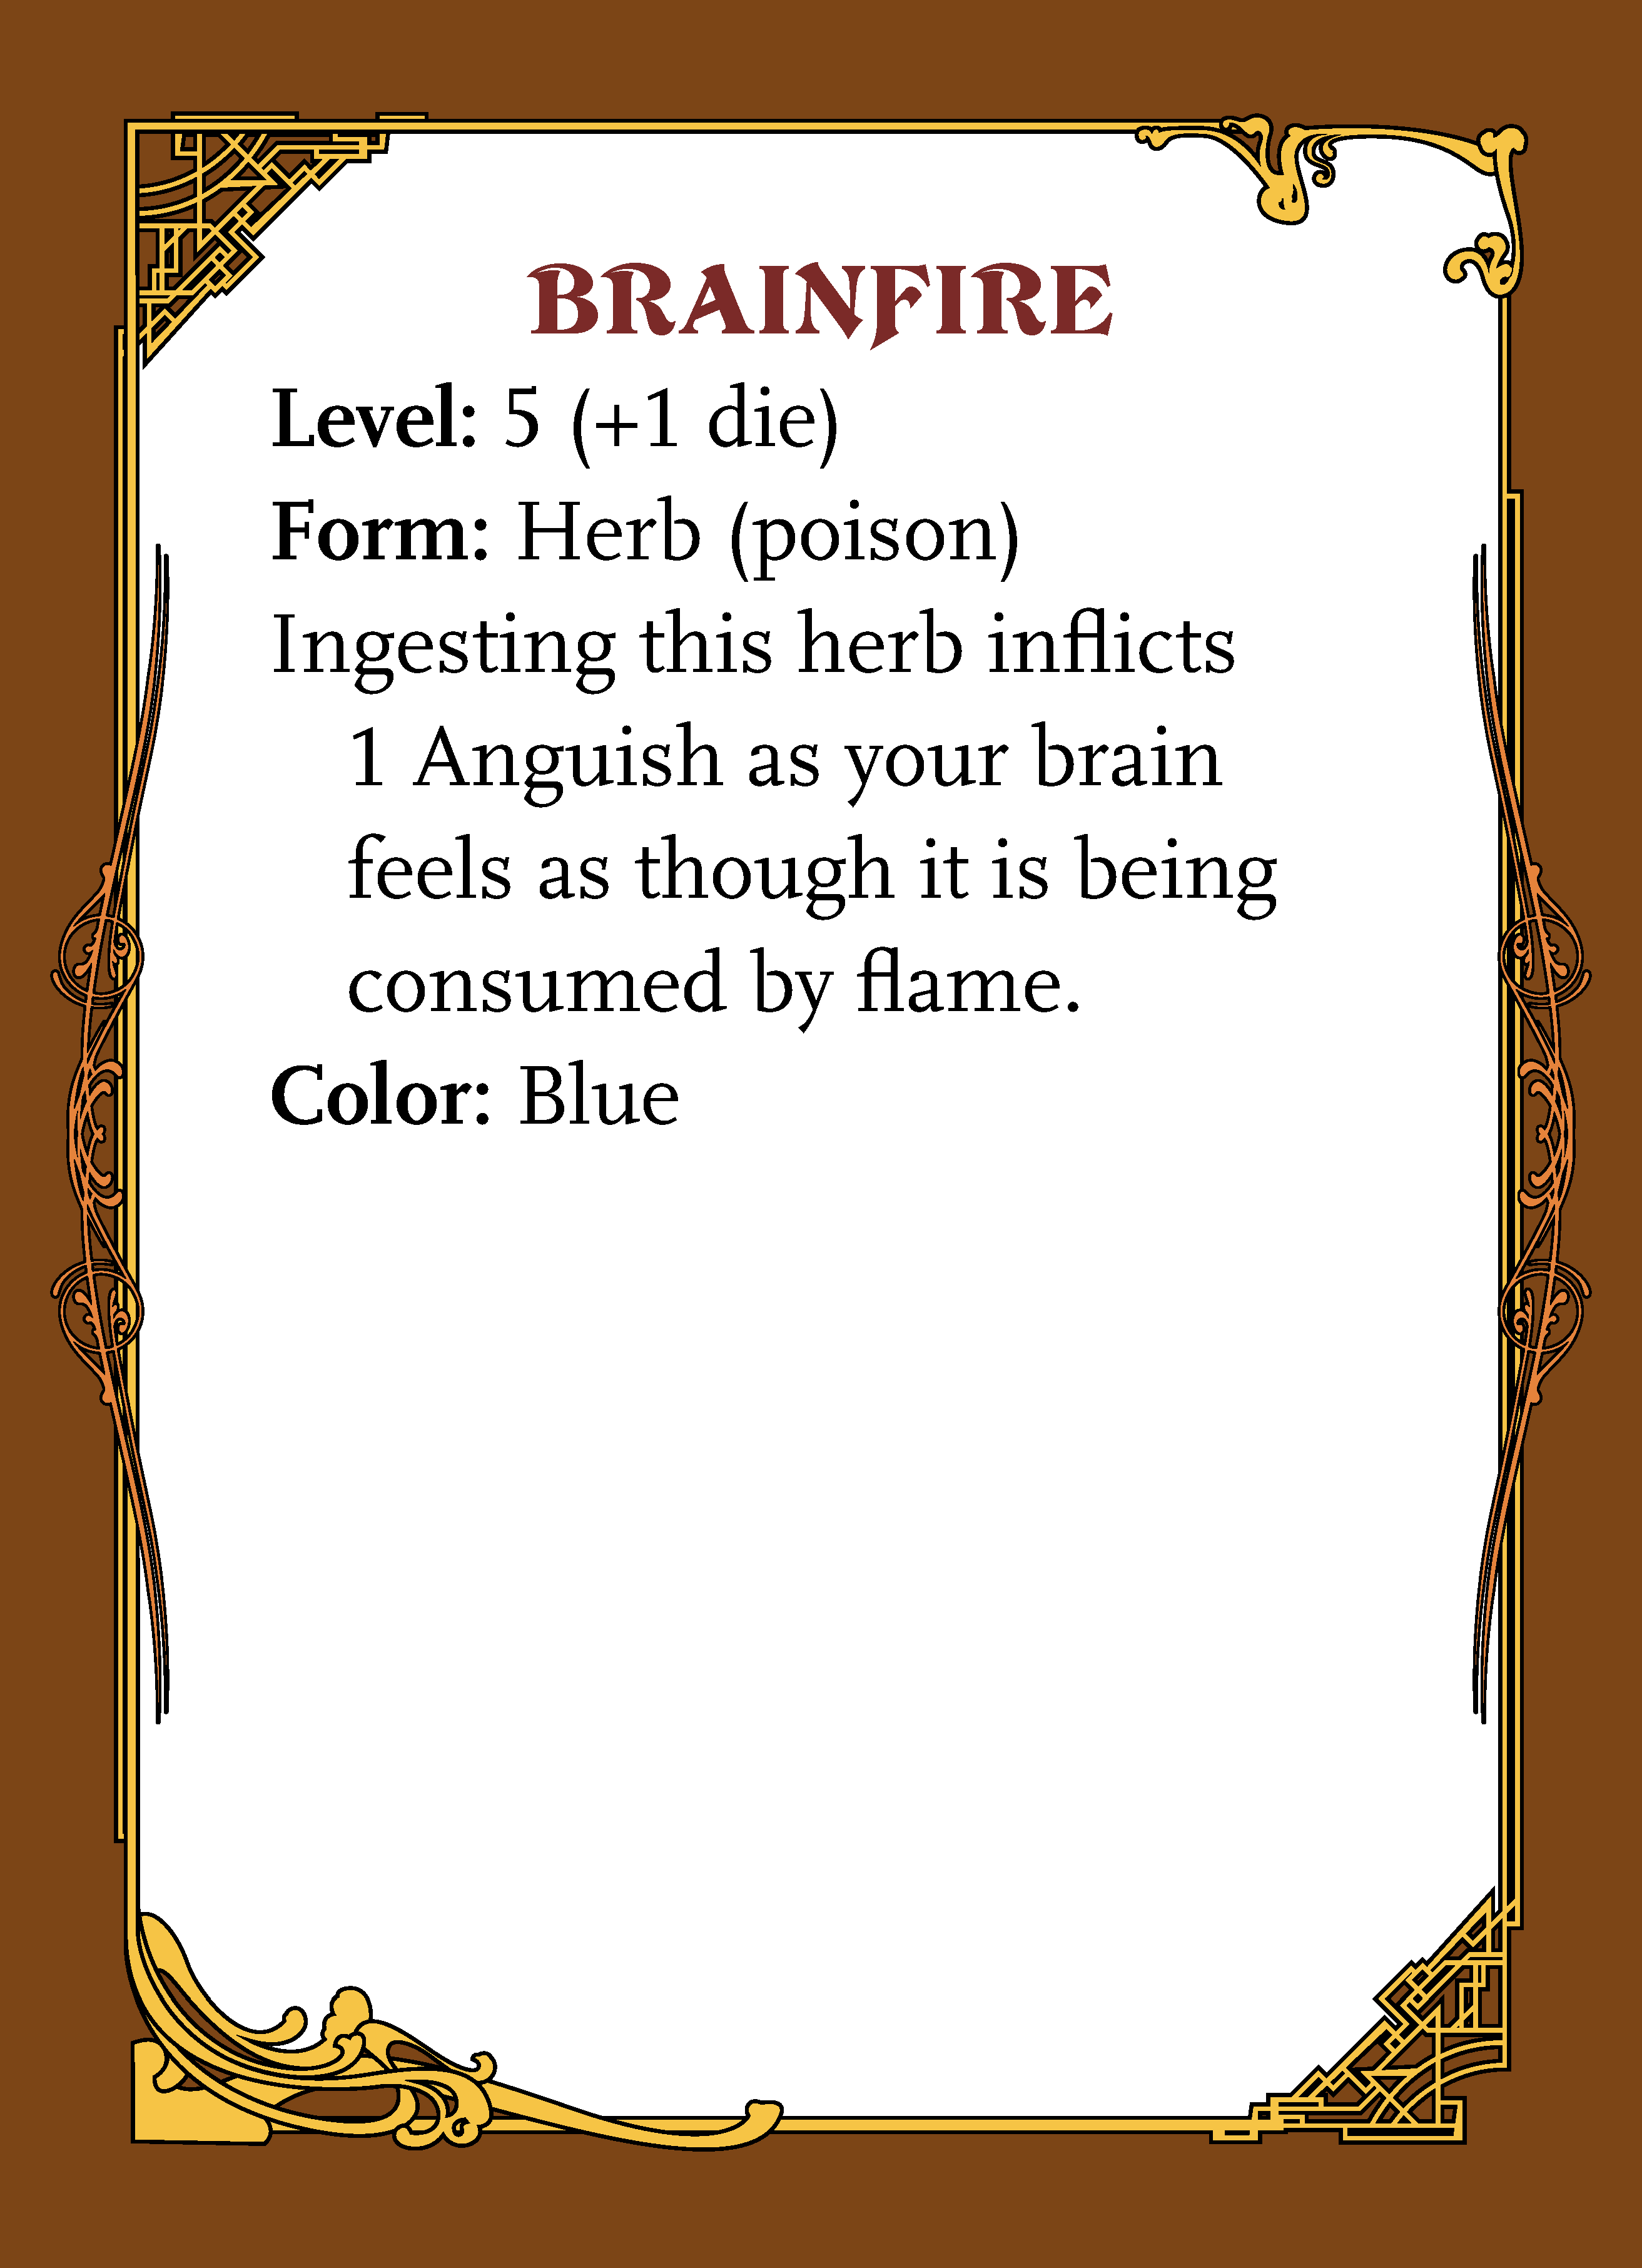 BRAINFIRE
Level: 5 (+1 die)
Form: Herb (poison)
Ingesting this herb inflicts
1 Anguish as your brain
feels as though it is being
consumed by flame.
Color: Blue